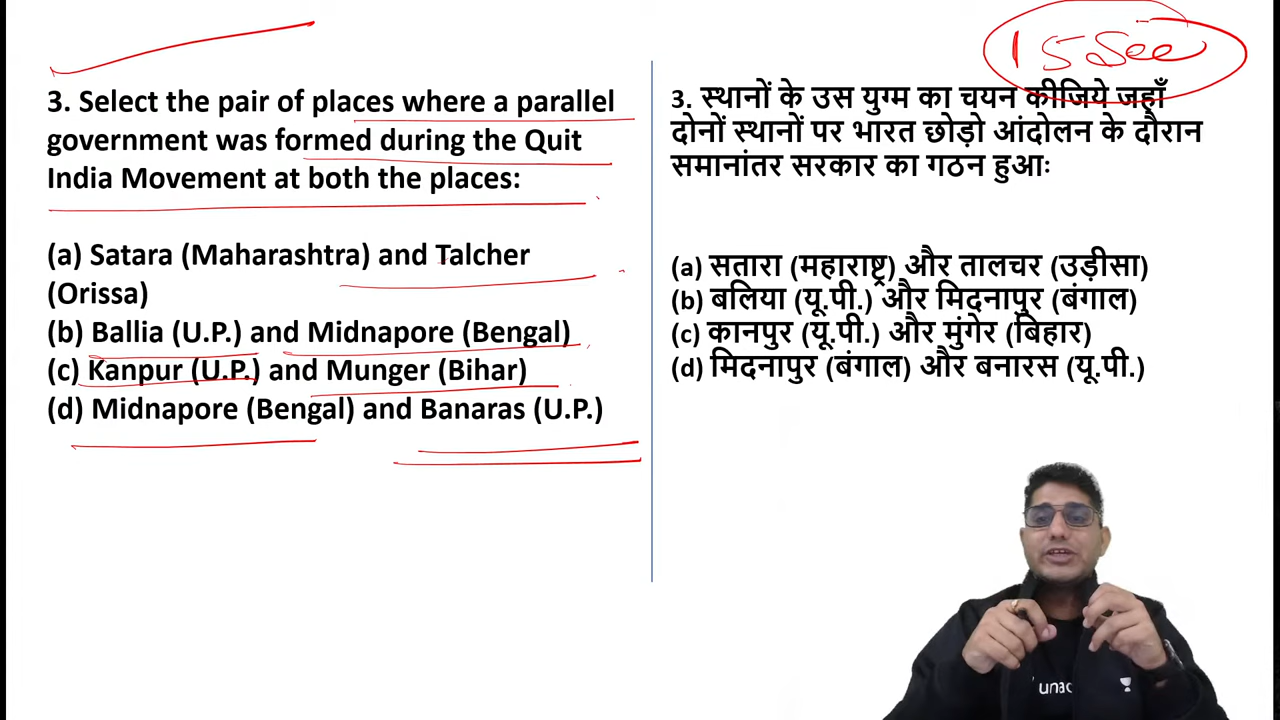 15 Sec
3. Select the pair of places where a parallel
government was formed during the Quit
India Movement at both the places:
(a) Satara (Maharashtra) and Talcher
(Orissa)
(b) Ballia (U.P.) and Midnapore (Bengal)
(c) Kanpur (U.P.) and Munger (Bihar)
(d) Midnapore (Bengal) and Banaras (U.P.)
3. स्थानों के उस युग्म का चयन कीजिये जहाँ
दोनों स्थानों पर भारत छोड़ो आंदोलन के दौरान
समानांतर सरकार का गठन हुआः
(a) सतारा (महाराष्ट्र) और तालचर (उड़ीसा)
(b) बलिया (यू.पी.) और मिदनापुर (बंगाल)
(c) कानपुर (यू.पी.) और मुंगेर (बिहार)
(d) मिदनापुर (बंगाल) और बनारस (यू.पी.)
unac